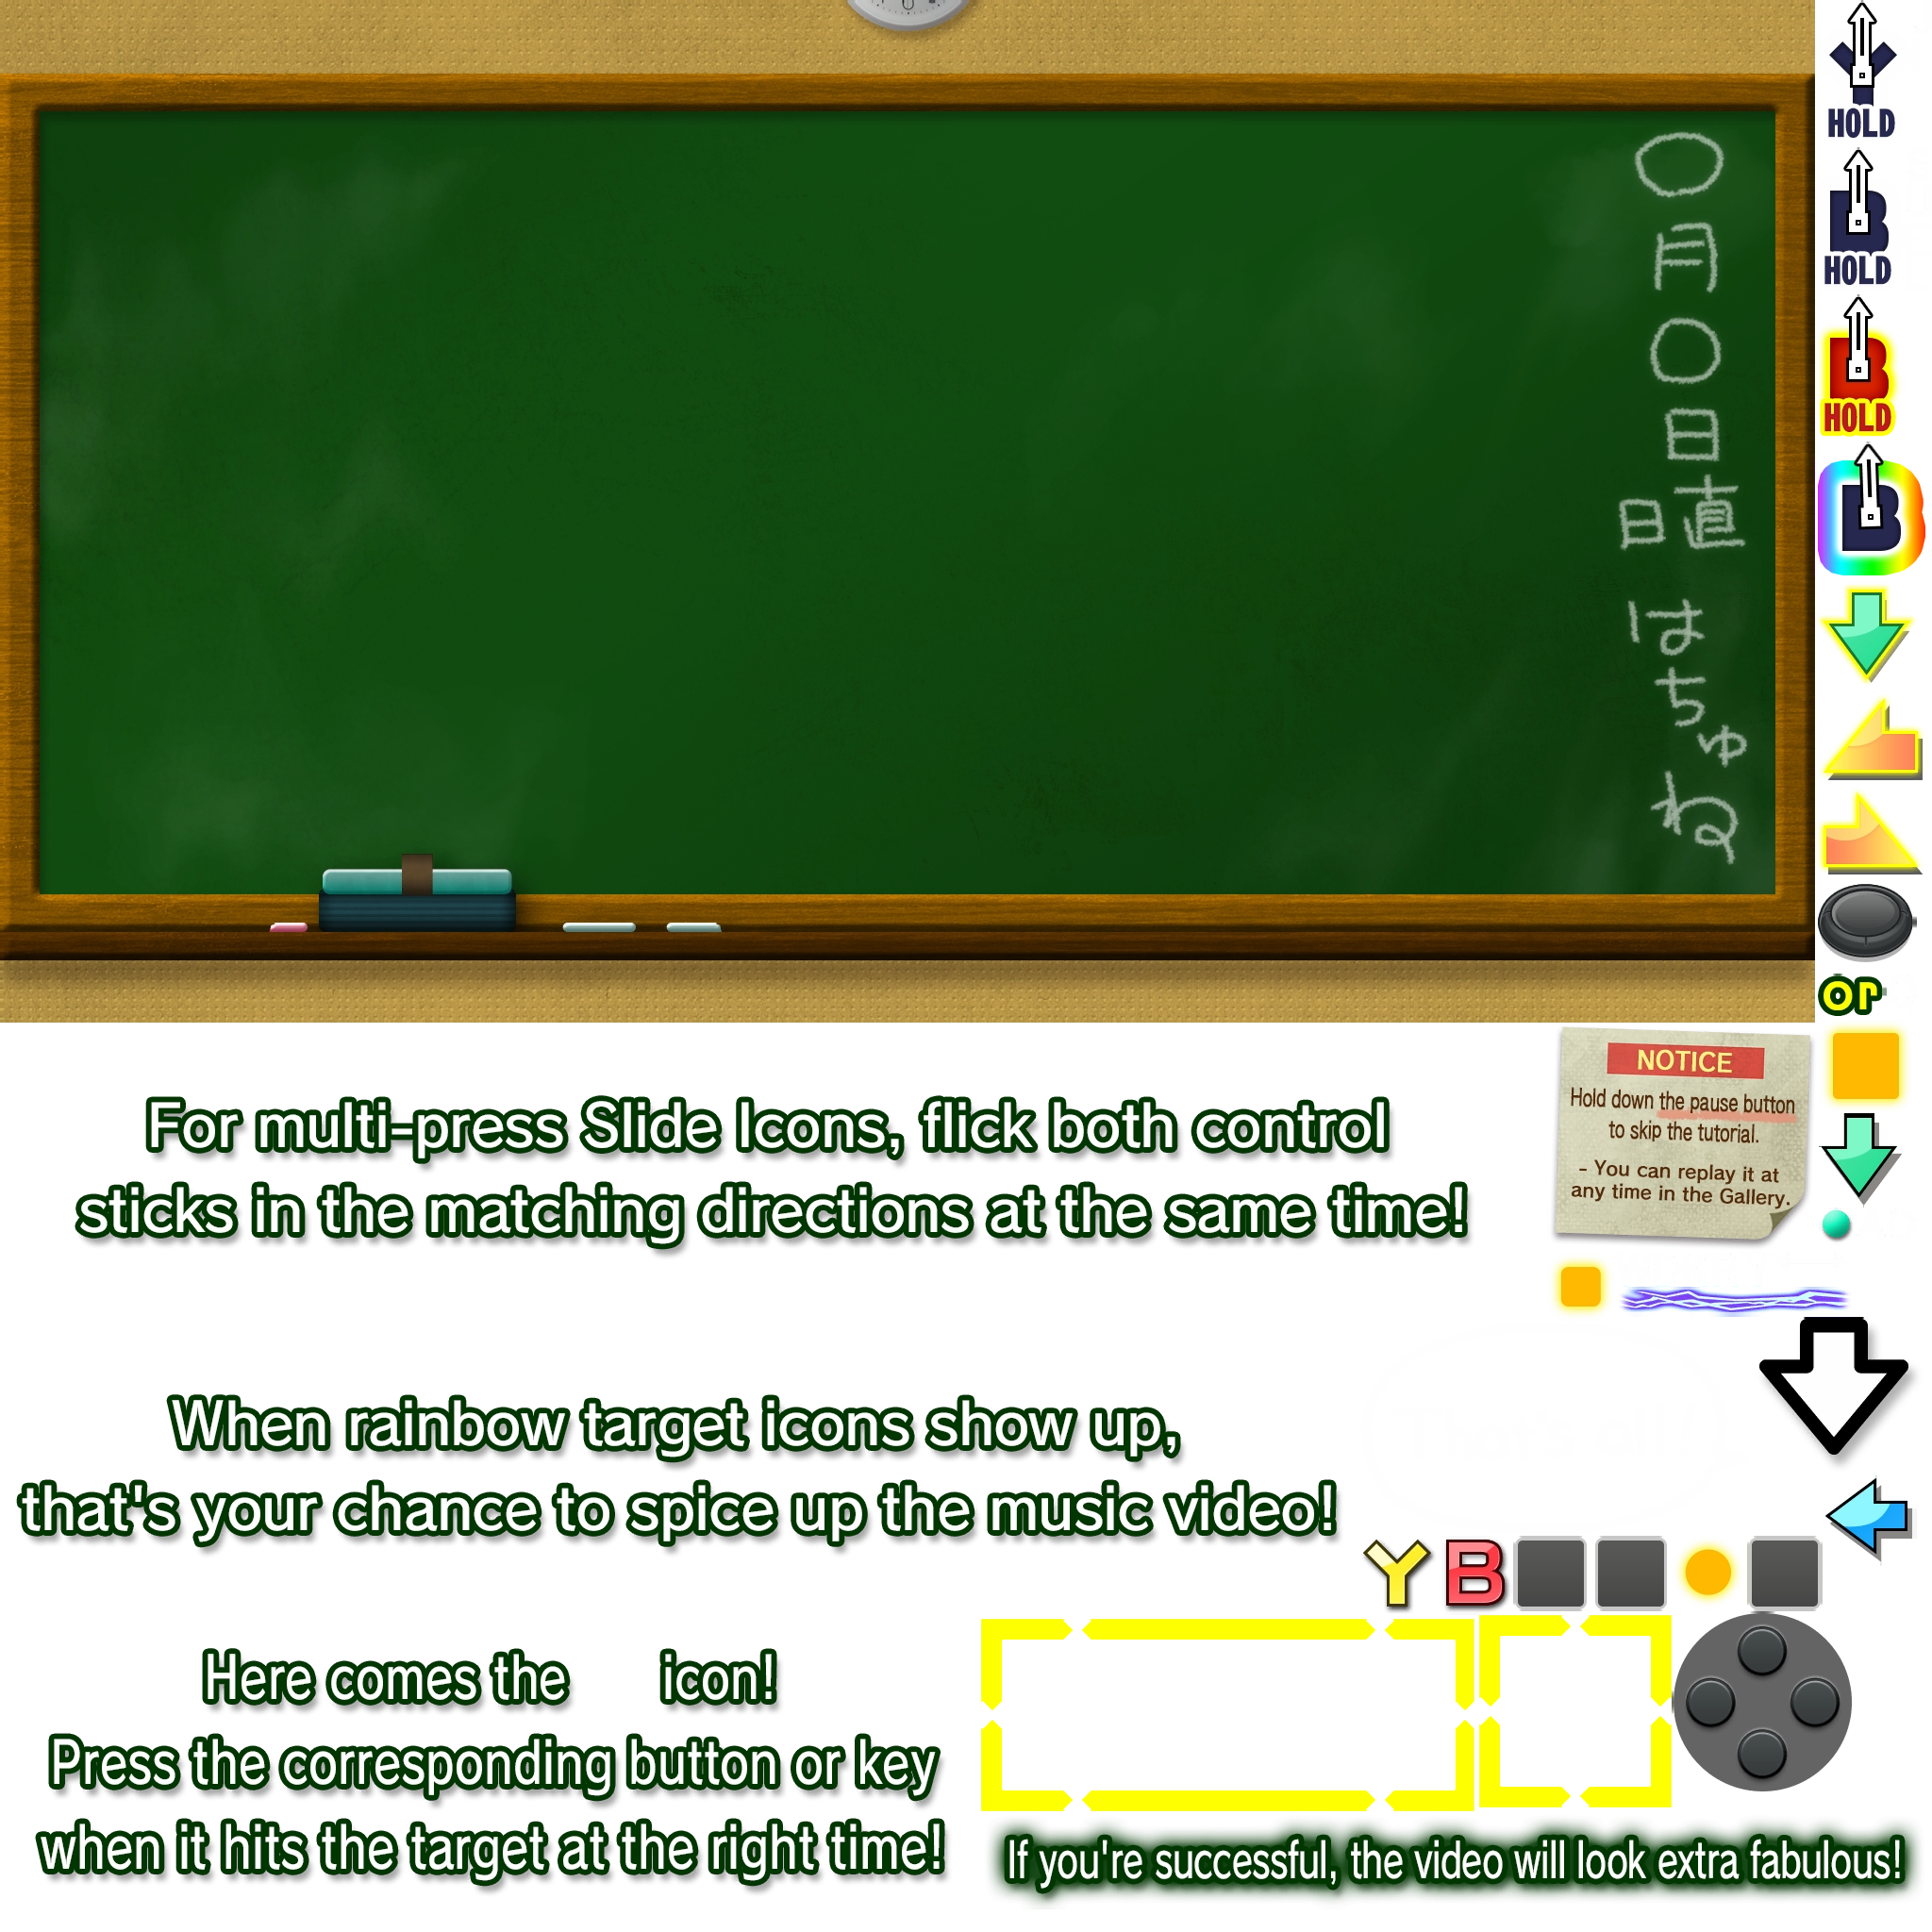 〇月〇日
日直
はちゅね
HOLD
B
HOLD
B
HOLD
B
or
NOTICE
Hold down the pause button
to skip the tutorial.
- You can replay it at
any time in the Gallery.
For multi-press Slide Icons, flick both control
sticks in the matching directions at the same time!
When rainbow target icons show up,
that's your chance to spice up the music video!
Y B
Here comes the icon!
Press the corresponding button or key
when it hits the target at the right time!
If you're successful, the video will look extra fabulous!